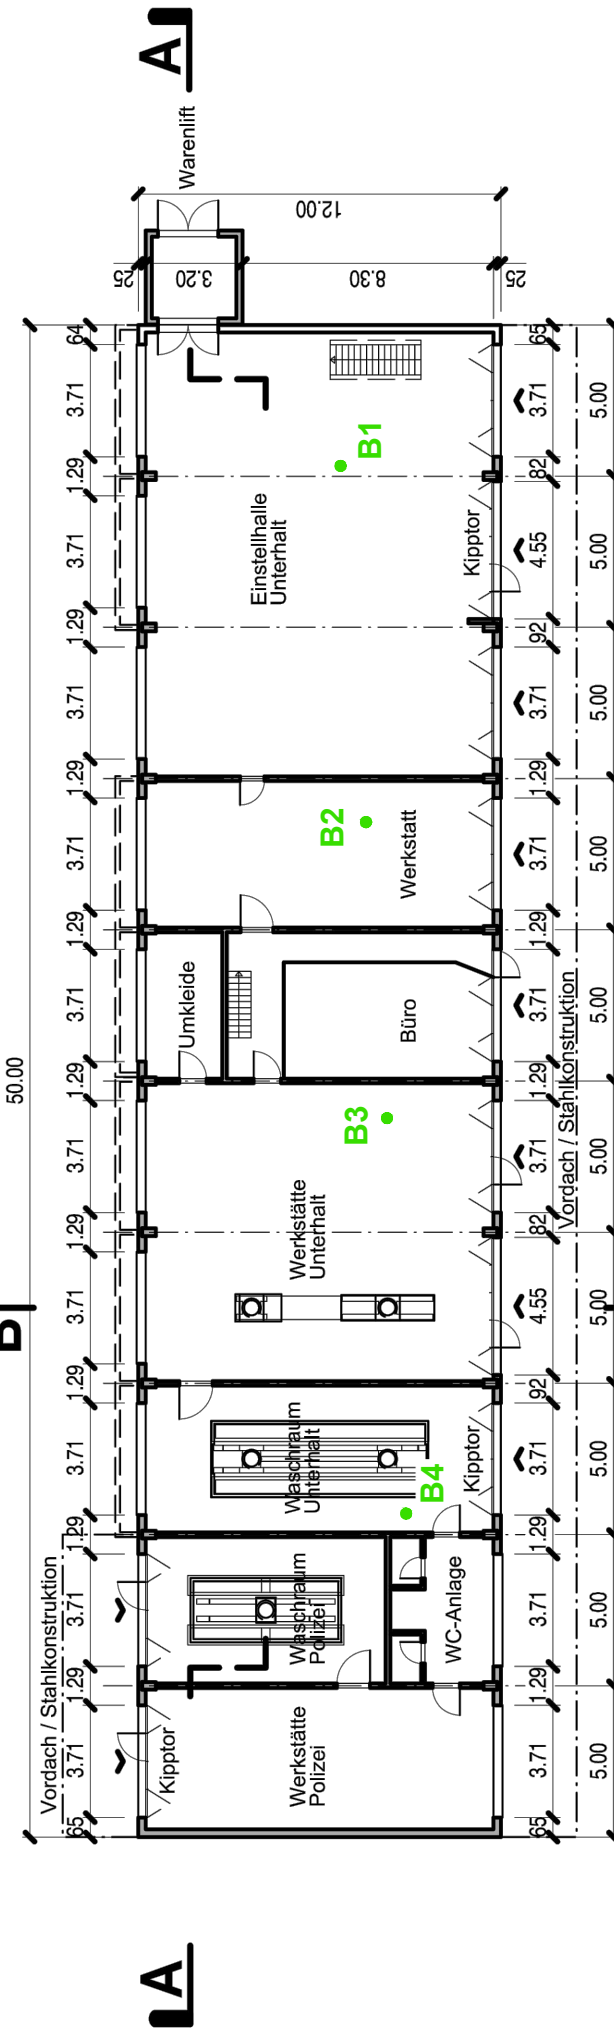 A
Warenlift
12.00
25
3.20
8.30
25
64
3.71
1.29
3.71
1.29
3.71
1.29
3.71
1.29
3.71
1.29
3.71
1.29
3.71
1.29
3.71
1.29
3.71
1.29
3.71
65
50.00
B
B1
Einstellhalle
Unterhalt
Kipptor
B2
Werkstatt
Umkleide
Büro
B3
Werkstätte
Unterhalt
Waschraum
Unterhalt
Kipptor
B4
Waschraum
Polizei
WC-Anlage
Kipptor
Werkstätte
Polizei
Vordach / Stahlkonstruktion
Vordach / Stahlkonstruktion
65
3.71
82
4.55
92
3.71
1.29
3.71
1.29
3.71
1.29
3.71
82
4.55
92
3.71
1.29
3.71
1.29
3.71
65
5.00
5.00
5.00
5.00
5.00
5.00
5.00
5.00
5.00
5.00
A